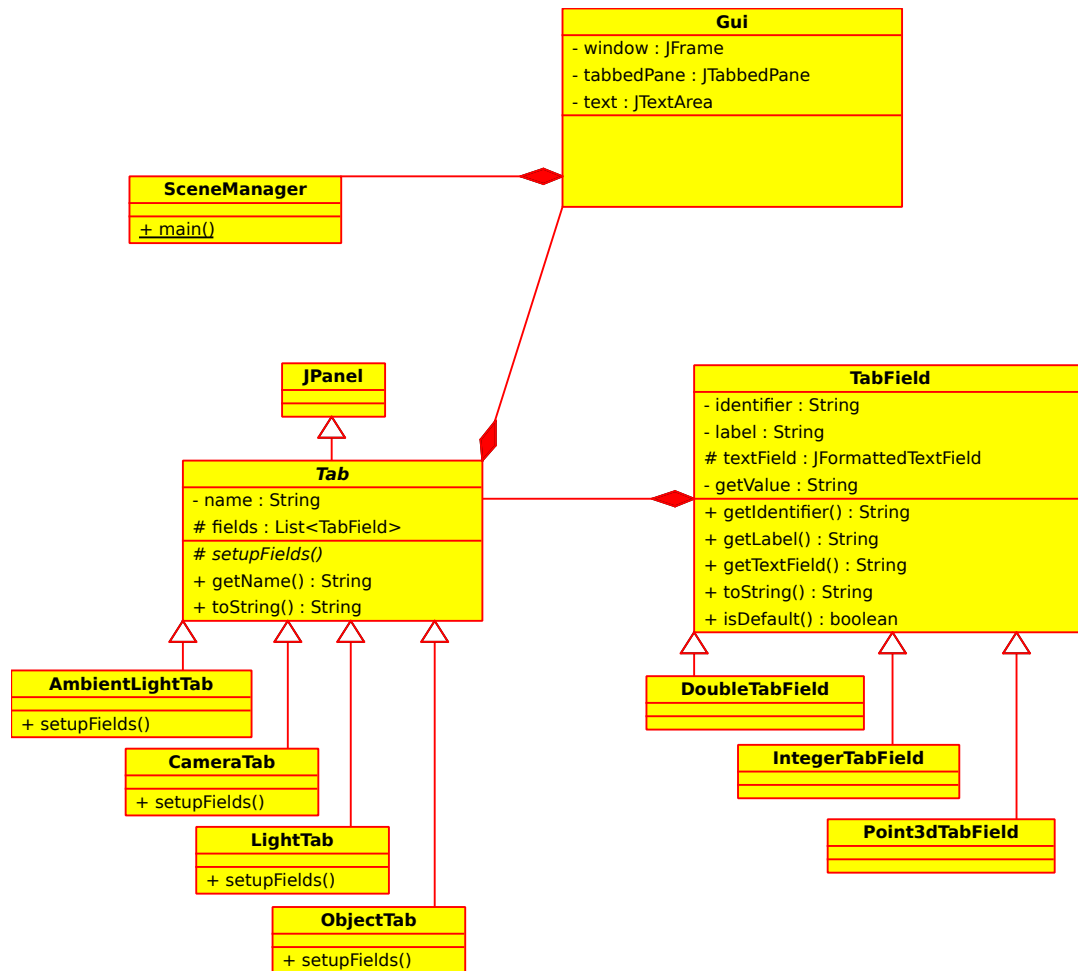 Gui
- window : JFrame
- tabbedPane : JTabbedPane
- text : JTextArea
SceneManager
+ main()
JPanel
Tab
- name : String
# fields : List<TabField>
# setupFields()
+ getName() : String
+ toString() : String
TabField
- identifier : String
- label : String
# textField : JFormattedTextField
- getValue : String
+ getIdentifier() : String
+ getLabel() : String
+ getTextField() : String
+ toString() : String
+ isDefault() : boolean
AmbientLightTab
+ setupFields()
CameraTab
+ setupFields()
LightTab
+ setupFields()
ObjectTab
+ setupFields()
DoubleTabField
IntegerTabField
Point3dTabField